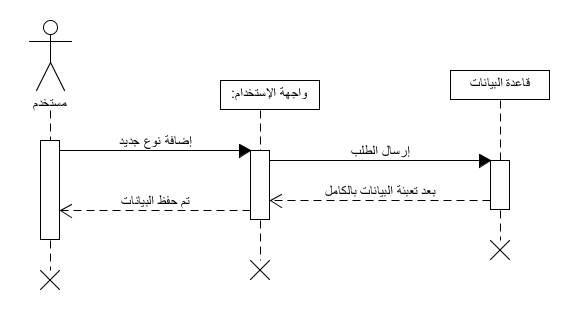 مستخدم
واجهة الإستخدام:
قاعدة البيانات
إضافة نوع جديد
إرسال الطلب
بعد تعبئة البيانات بالكامل
تم حفظ البيانات